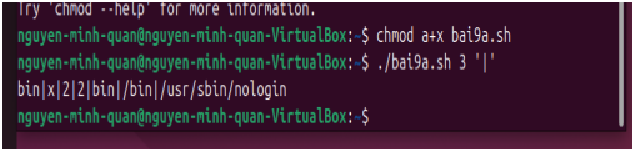 Try 'chmod --help' for more information.
nguyen-minh-quan@nguyen-minh-quan-VirtualBox:~$ chmod a+x bai9a.sh
nguyen-minh-quan@nguyen-minh-quan-VirtualBox:~$ ./bai9a.sh 3 '|'
bin|x|2|2|bin|/bin|/usr/sbin/nologin
nguyen-minh-quan@nguyen-minh-quan-VirtualBox:~$